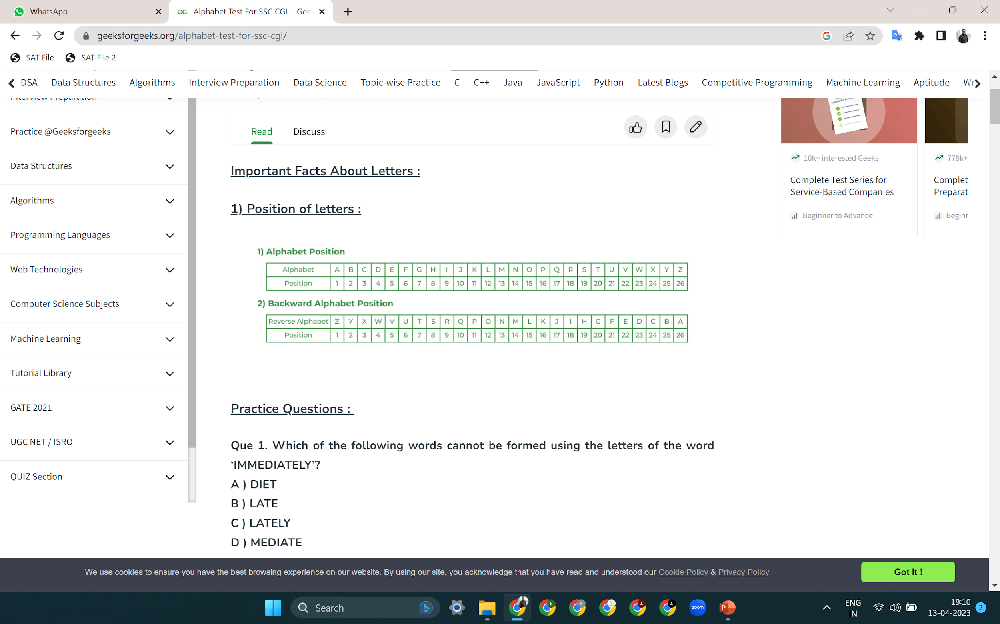 WhatsApp
Alphabet Test For SSC CGL - Gee
geeksforgeeks.org/alphabet-test-for-ssc-cgl/
SAT File
SAT File 2
DSA Data Structures Algorithms Interview Preparation Data Science Topic-wise Practice C C++ Java JavaScript Python Latest Blogs Competitive Programming Machine Learning Aptitude Wr
Interview Preparation
Practice @Geeksforgeeks
Data Structures
Algorithms
Programming Languages
Web Technologies
Computer Science Subjects
Machine Learning
Tutorial Library
GATE 2021
UGC NET / ISRO
QUIZ Section
Read Discuss
Important Facts About Letters :
1) Position of letters :
1) Alphabet Position
Alphabet A B C D E F G H I J K L M N O P Q R S T U V W X Y Z
Position 1 2 3 4 5 6 7 8 9 10 11 12 13 14 15 16 17 18 19 20 21 22 23 24 25 26
2) Backward Alphabet Position
Reverse Alphabet Z Y X W V U T S R Q P O N M L K J I H G F E D C B A
Position 1 2 3 4 5 6 7 8 9 10 11 12 13 14 15 16 17 18 19 20 21 22 23 24 25 26
Practice Questions :
Que 1. Which of the following words cannot be formed using the letters of the word
‘IMMEDIATELY’?
A ) DIET
B ) LATE
C ) LATELY
D ) MEDIATE
10k+ interested Geeks
Complete Test Series for
Service-Based Companies
Beginner to Advance
778k+
Complet
Preparat
Beginr
We use cookies to ensure you have the best browsing experience on our website. By using our site, you acknowledge that you have read and understood our Cookie Policy & Privacy Policy
Got It !
Search
zoom
ENG
IN
19:10
13-04-2023
2